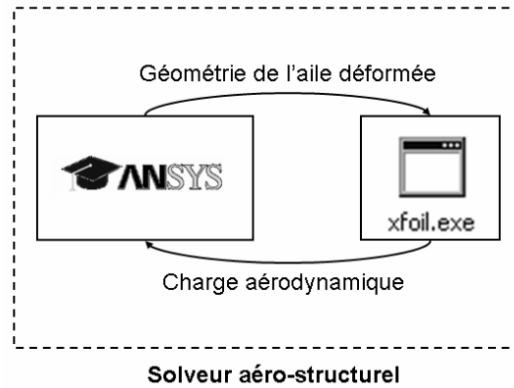 Géométrie de l'aile déformée
ANSYS
xfoil.exe
Charge aérodynamique
Solveur aéro-structurel